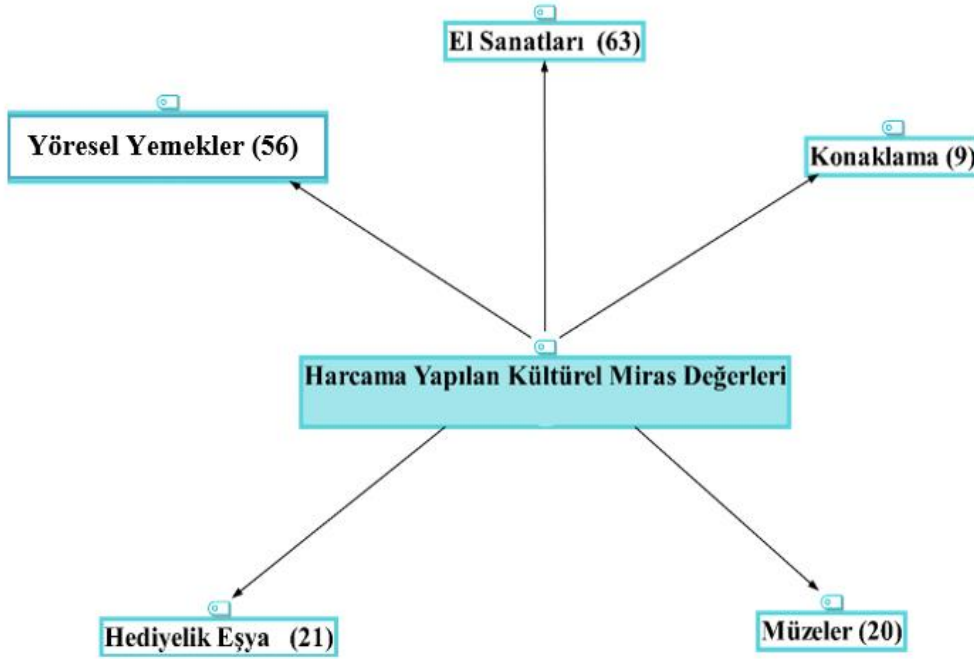 El Sanatları (63)
Yöresel Yemekler (56)
Konaklama (9)
Harcama Yapılan Kültürel Miras Değerleri
Hediyelik Eşya (21)
Müzeler (20)